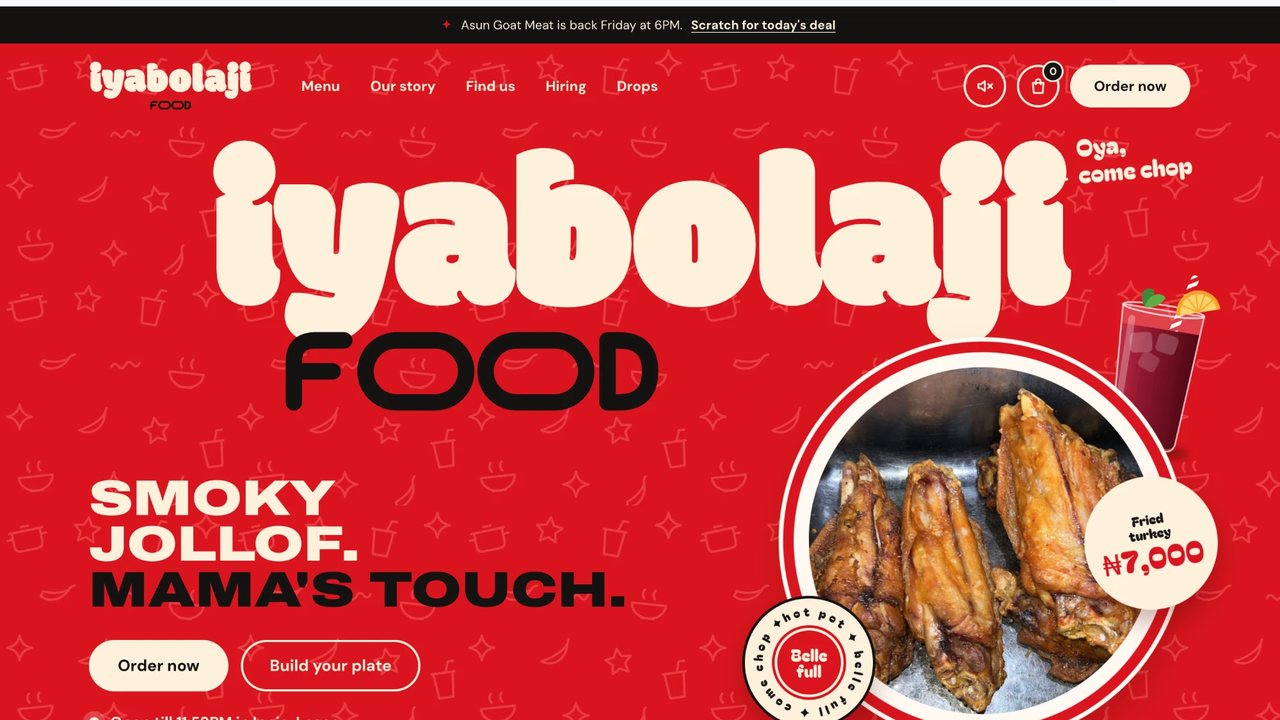 Asun Goat Meat is back Friday at 6PM. Scratch for today's deal
iyabolaji
FOOD
Menu
Our story
Find us
Hiring
Drops
0
Order now
iyabolaji
FOOD
Oya,
come chop
SMOKY
JOLLOF.
MAMA'S TOUCH.
Fried
turkey
₦7,000
hot pot ✦ belle full ✦ come chop ✦
Belle
full
Order now
Build your plate